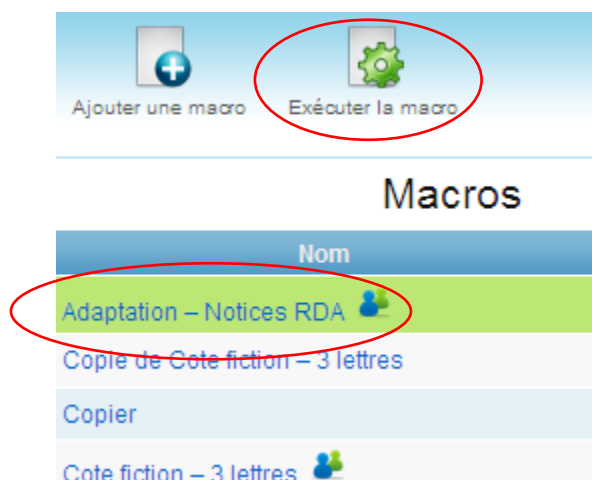 Ajouter une macro Exécuter la macro
Macros
Nom
Adaptation – Notices RDA
Copie de Cote fiction – 3 lettres
Copier
Cote fiction – 3 lettres